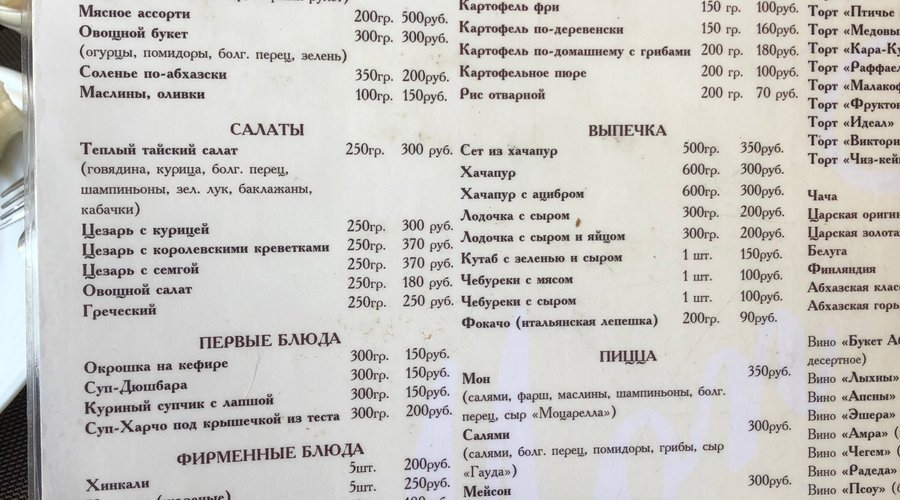 Мясное ассорти 200гр. 500руб.
Овощной букет 300гр. 300руб.
(огурцы, помидоры, болг. перец, зелень)
Соленье по-абхазски 350гр. 200руб.
Маслины, оливки 100гр. 150руб.
САЛАТЫ
Теплый тайский салат 250гр. 300 руб.
(говядина, курица, болг. перец,
шампиньоны, зел. лук, баклажаны,
кабачки)
Цезарь с курицей 250гр. 300 руб.
Цезарь с королевскими креветками 250гр. 370 руб.
Цезарь с семгой 250гр. 370 руб.
Овощной салат 250гр. 180 руб.
Греческий 250гр. 250 руб.
ПЕРВЫЕ БЛЮДА
Окрошка на кефире 300гр. 150руб.
Суп-Дюшбара 300гр. 150руб.
Куриный супчик с лапшой 300гр. 150руб.
Суп-Харчо под крышечкой из теста 300гр. 200руб.
ФИРМЕННЫЕ БЛЮДА
Хинкали 5шт. 200руб.
5шт. 250руб.
Картофель фри 150 гр. 100руб.
Картофель по-деревенски 150 гр. 160руб.
Картофель по-домашнему с грибами 200 гр. 180руб.
Картофельное пюре 200 гр. 100руб.
Рис отварной 200 гр. 70 руб.
ВЫПЕЧКА
Сет из хачапур 500гр. 350руб.
Хачапур 600гр. 300руб.
Хачапур с ацибром 600гр. 300руб.
Лодочка с сыром 300гр. 200руб.
Лодочка с сыром и яйцом 300гр. 200руб.
Кутаб с зеленью и сыром 1 шт. 150руб.
Чебуреки с мясом 1 шт. 100руб.
Чебуреки с сыром 1 шт. 100руб.
Фокачо (итальянская лепешка) 200гр. 90руб.
ПИЦЦА
Мон 350руб.
(салями, фарш, маслины, шампиньоны, болг.
перец, сыр «Моцарелла»)
Салями 300руб.
(салями, болг. перец, помидоры, грибы, сыр
«Гауда»)
Мейсон 300руб.
Торт «Птичье
Торт «Медовы
Торт «Кара-Ку
Торт «Раффаел
Торт «Малакоф
Торт «Фруктов
Торт «Идеал»
Торт «Виктори
Торт «Чиз-кей
Чача
Царская оригин
Царская золота
Белуга
Финляндия
Абхазская клас
Абхазская горь
Вино «Букет Аб
десертное)
Вино «Лыхны»
Вино «Апсны»
Вино «Эшера»
Вино «Амра» (
Вино «Чегем» (
Вино «Радеда»
Вино «Псоу» (б